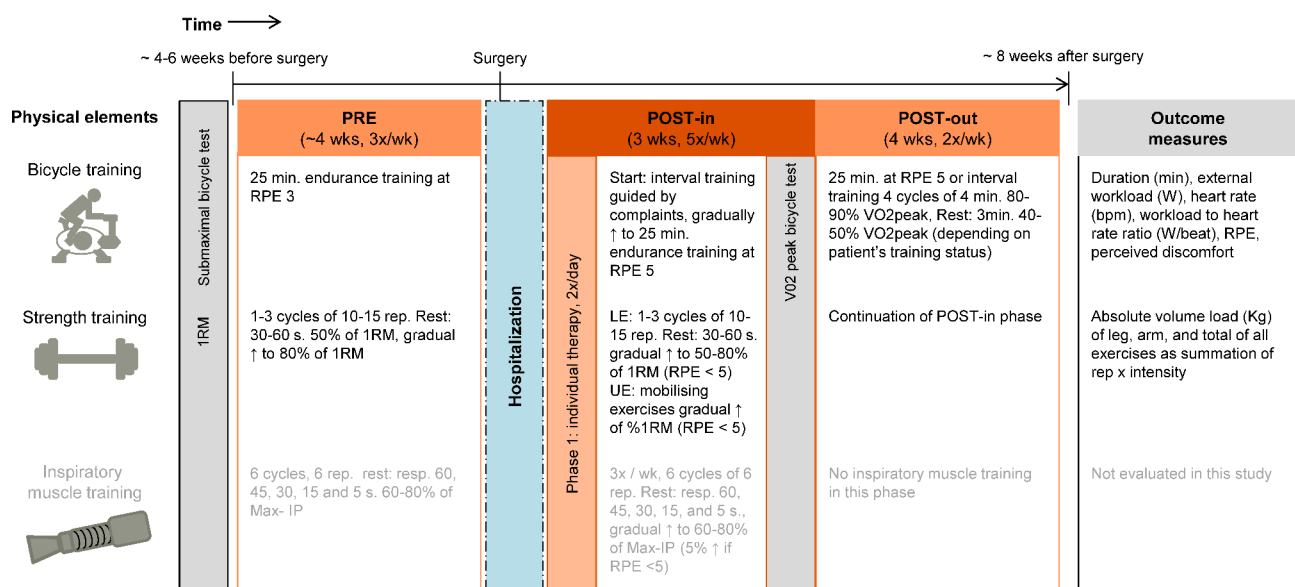 Time
~ 4-6 weeks before surgery
Surgery
~ 8 weeks after surgery
Physical elements
Submaximal bicycle test
1RM
PRE
(~4 wks, 3x/wk)
Hospitalization
POST-in
(3 wks, 5x/wk)
POST-out
(4 wks, 2x/wk)
Outcome
measures
Phase 1: individual therapy, 2x/day
V02 peak bicycle test
Bicycle training
25 min. endurance training at
RPE 3
Start: interval training
guided by
complaints, gradually
↑ to 25 min.
endurance training at
RPE 5
25 min. at RPE 5 or interval
training 4 cycles of 4 min. 80-
90% VO2peak, Rest: 3min. 40-
50% VO2peak (depending on
patient's training status)
Duration (min), external
workload (W), heart rate
(bpm), workload to heart
rate ratio (W/beat), RPE,
perceived discomfort
Strength training
1-3 cycles of 10-15 rep. Rest:
30-60 s. 50% of 1RM, gradual
↑ to 80% of 1RM
LE: 1-3 cycles of 10-
15 rep. Rest: 30-60 s.
gradual ↑ to 50-80%
of 1RM (RPE < 5)
UE: mobilising
exercises gradual ↑
of %1RM (RPE < 5)
Continuation of POST-in phase
Absolute volume load (Kg)
of leg, arm, and total of all
exercises as summation of
rep x intensity
Inspiratory
muscle training
6 cycles, 6 rep. rest: resp. 60,
45, 30, 15 and 5 s. 60-80% of
Max- IP
3x / wk, 6 cycles of 6
rep. Rest: resp. 60,
45, 30, 15, and 5 s.,
gradual ↑ to 60-80%
of Max-IP (5% ↑ if
RPE <5)
No inspiratory muscle training
in this phase
Not evaluated in this study